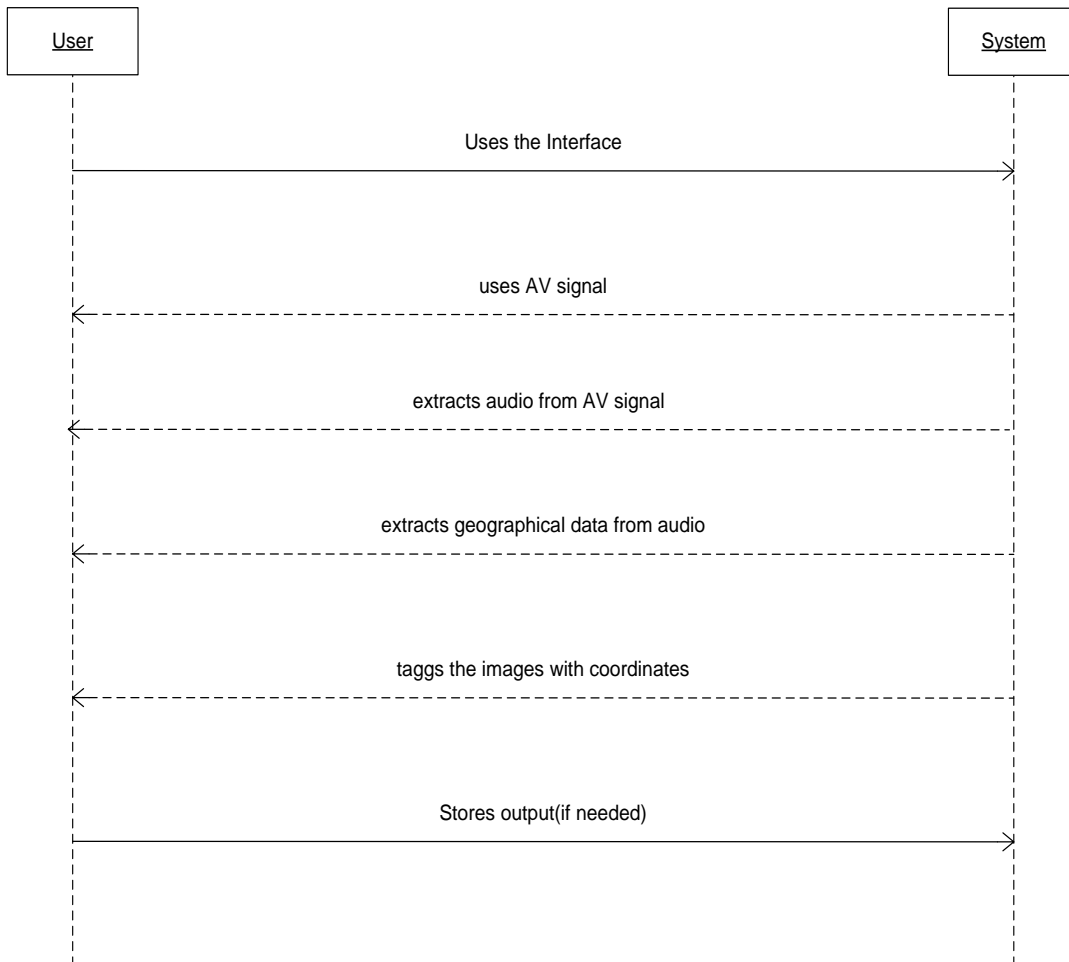 User
System
Uses the Interface
uses AV signal
extracts audio from AV signal
extracts geographical data from audio
taggs the images with coordinates
Stores output(if needed)